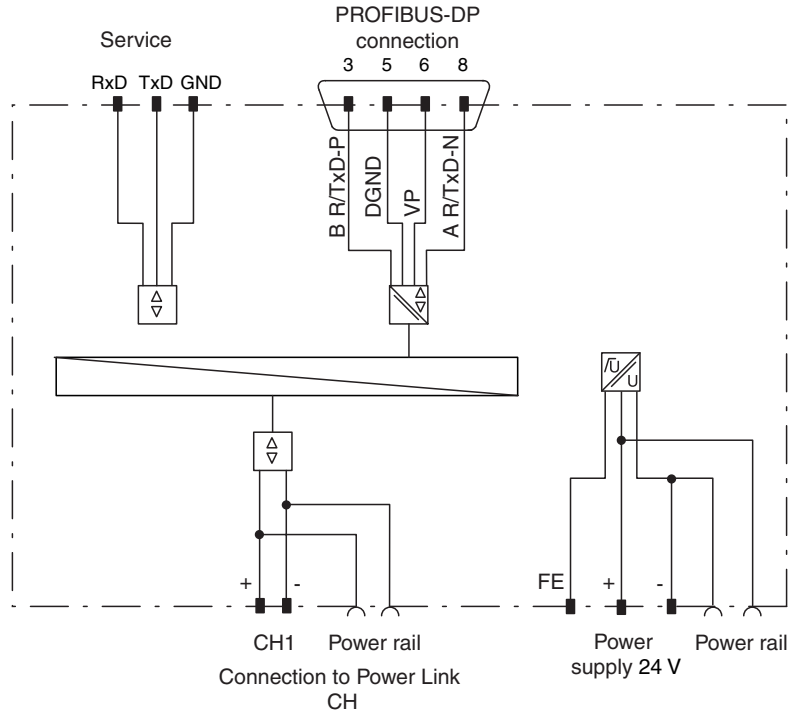 PROFIBUS-DP
connection
Service
3 5 6 8
RxD TxD GND
B R/TxD-P
DGND
VP
A R/TxD-N
U
U
+ -
FE + -
CH1 Power rail
Connection to Power Link
CH
Power
supply 24 V
Power rail